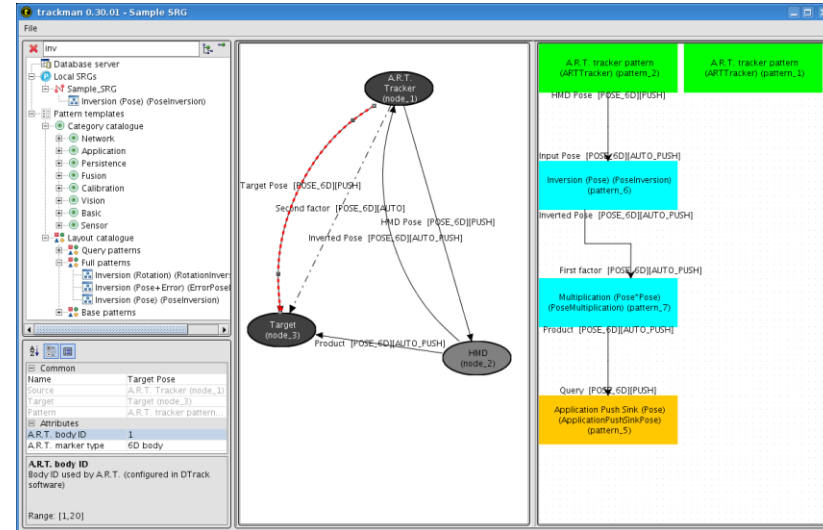 trackman 0.30.01 - Sample SRG
File
inv
Database server
Local SRGs
Sample_SRG
Inversion (Pose) (PoseInversion)
Pattern templates
Category catalogue
Network
Application
Persistence
Fusion
Calibration
Vision
Basic
Sensor
Layout catalogue
Query patterns
Full patterns
Inversion (Rotation) (RotationInver
Inversion (Pose+Error) (ErrorPoseI
Inversion (Pose) (PoseInversion)
Base patterns
Common
Name Target Pose
Source A.R.T. Tracker (node_1)
Target Target (node_3)
Pattern A.R.T. tracker pattern...
Attributes
A.R.T. body ID 1
A.R.T. marker type 6D body
A.R.T. body ID
Body ID used by A.R.T. (configured in DTrack
software)
Range: [1,20]
A.R.T.
Tracker
(node_1)
Target Pose [POSE_6D][PUSH]
Second factor [POSE_6D][AUTO]
HMD Pose [POSE_6D][PUSH]
Inverted Pose [POSE_6D][AUTO_PUSH]
Target
(node_3)
Product [POSE_6D][AUTO_PUSH]
HMD
(node_2)
A.R.T. tracker pattern
(ARTTracker) (pattern_2)
A.R.T. tracker pattern
(ARTTracker) (pattern_1)
HMD Pose [POSE_6D][PUSH]
Input Pose [POSE_6D][AUTO_PUSH]
Inversion (Pose) (PoseInversion)
(pattern_6)
Inverted Pose [POSE_6D][AUTO_PUSH]
First factor [POSE_6D][AUTO_PUSH]
Multiplication (Pose*Pose)
(PoseMultiplication) (pattern_7)
Product [POSE_6D][AUTO_PUSH]
Query [POSE_6D][PUSH]
Application Push Sink (Pose)
(ApplicationPushSinkPose)
(pattern_5)